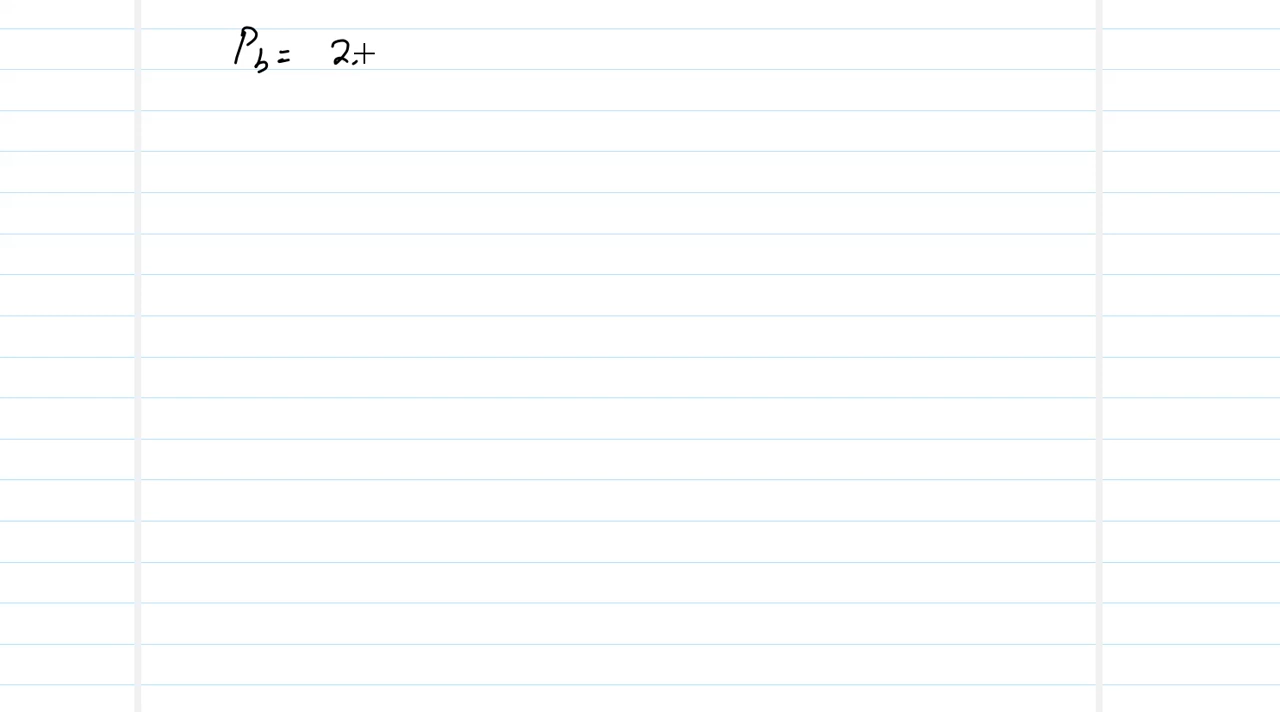 P_b = 2.+